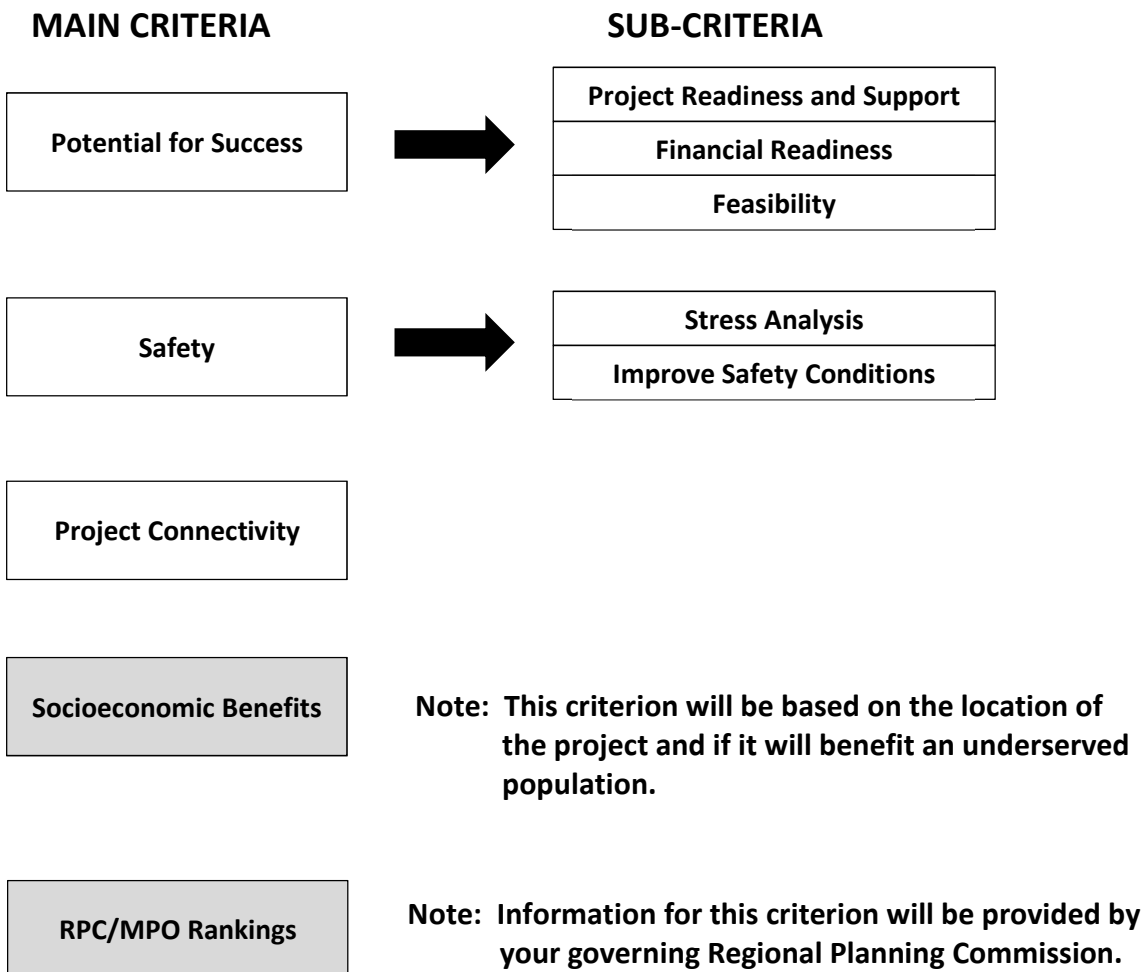 MAIN CRITERIA
SUB-CRITERIA
Potential for Success
Project Readiness and Support
Financial Readiness
Feasibility
Safety
Stress Analysis
Improve Safety Conditions
Project Connectivity
Socioeconomic Benefits
Note: This criterion will be based on the location of
the project and if it will benefit an underserved
population.
RPC/MPO Rankings
Note: Information for this criterion will be provided by
your governing Regional Planning Commission.